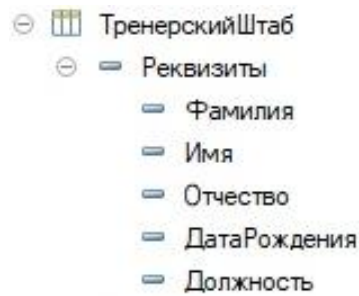 ТренерскийШтаб
Реквизиты
Фамилия
Имя
Отчество
ДатаРождения
Должность